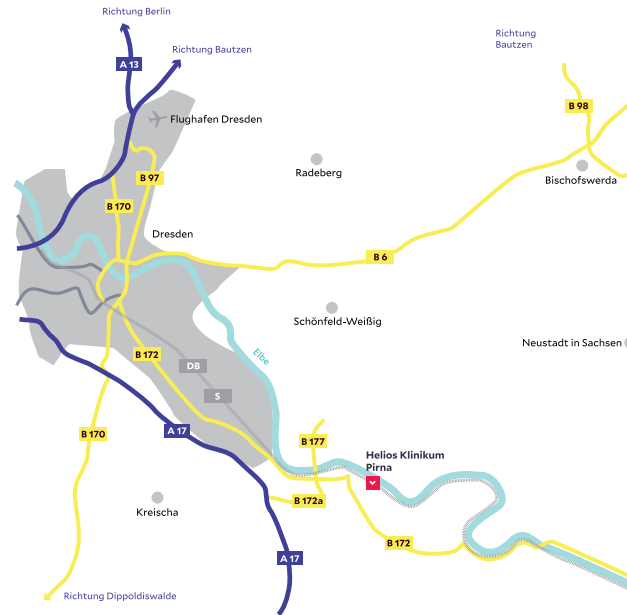 Richtung Berlin
Richtung
Bautzen
Richtung Bautzen
A 13
B 98
Flughafen Dresden
Radeberg
B 97
Bischofswerda
B 170
Dresden
B 6
Schönfeld-Weißig
Neustadt in Sachsen
B 172
Elbe
DB
S
B 170
A 17
B 177
Helios Klinikum
Pirna
B 172a
Kreischa
B 172
A 17
Richtung Dippoldiswalde